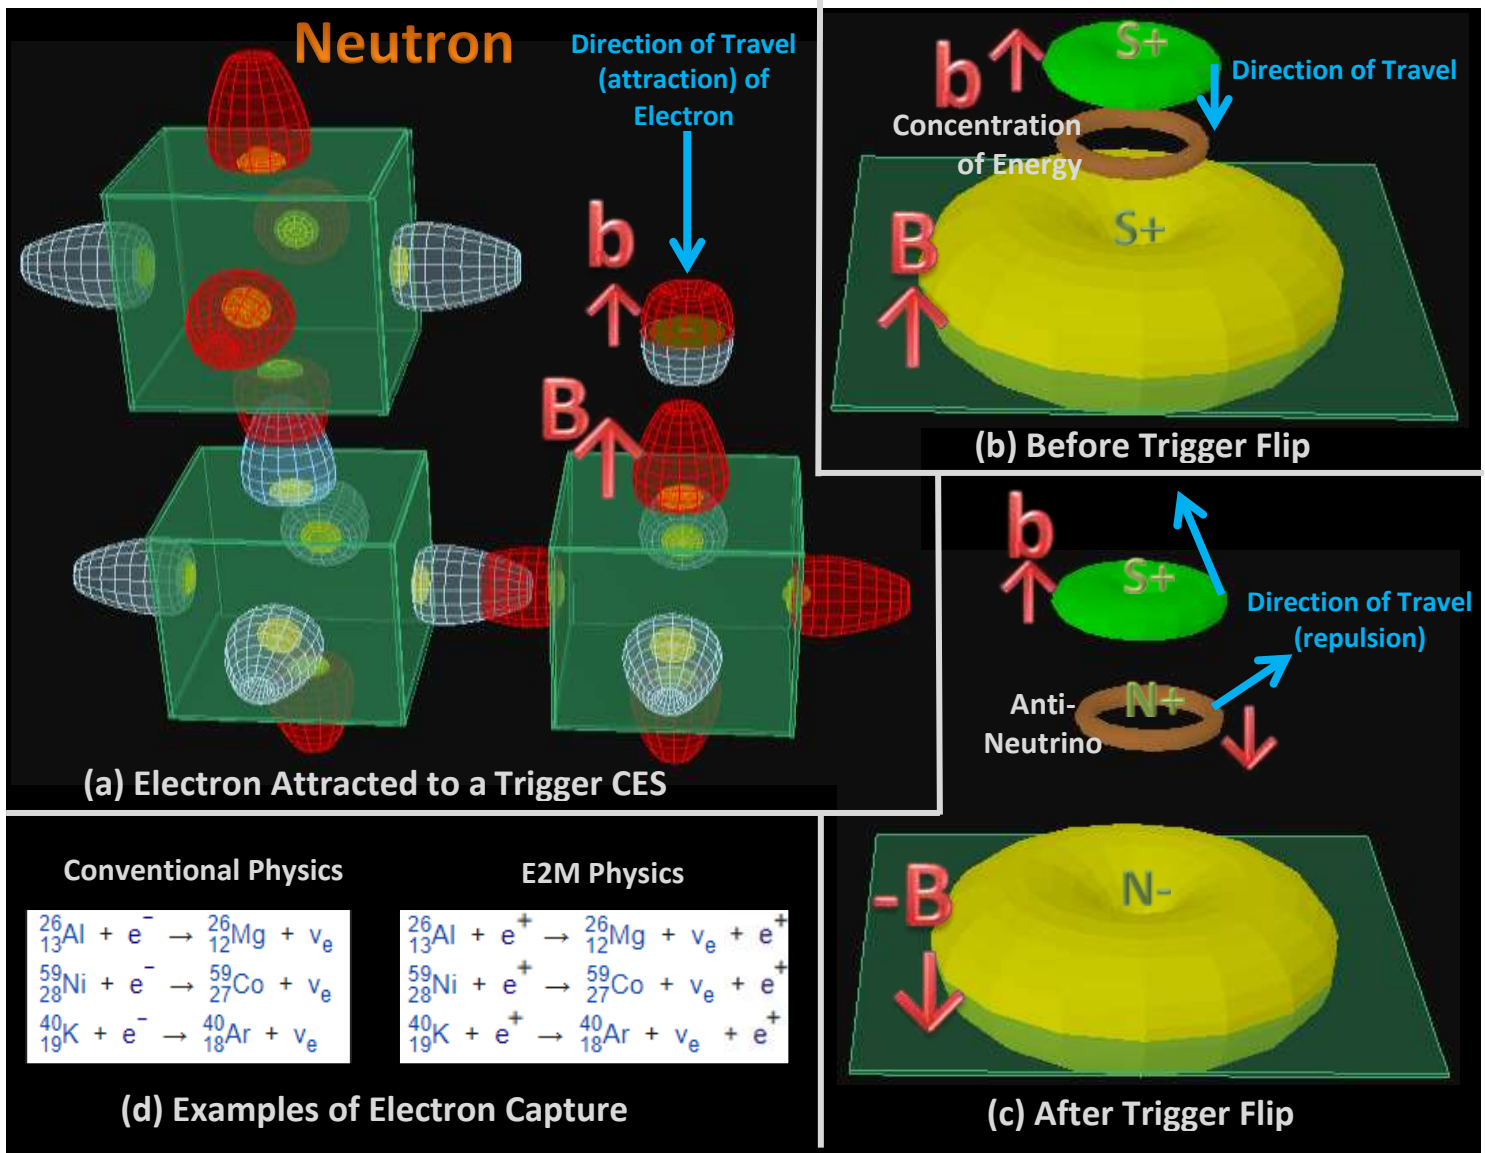 Neutron
Direction of Travel
(attraction) of
Electron
b
B
(a) Electron Attracted to a Trigger CES
S+
b
Direction of Travel
Concentration
of Energy
S+
B
(b) Before Trigger Flip
b
S+
Direction of Travel
(repulsion)
Anti-
Neutrino
N+
N-
-B
(c) After Trigger Flip
Conventional Physics
²⁶₁₃Al + e⁻ → ²⁶₁₂Mg + νₑ
⁵⁹₂₈Ni + e⁻ → ⁵⁹₂₇Co + νₑ
⁴⁰₁₉K + e⁻ → ⁴⁰₁₈Ar + νₑ
E2M Physics
²⁶₁₃Al + e⁺ → ²⁶₁₂Mg + νₑ + e⁺
⁵⁹₂₈Ni + e⁺ → ⁵⁹₂₇Co + νₑ + e⁺
⁴⁰₁₉K + e⁺ → ⁴⁰₁₈Ar + νₑ + e⁺
(d) Examples of Electron Capture